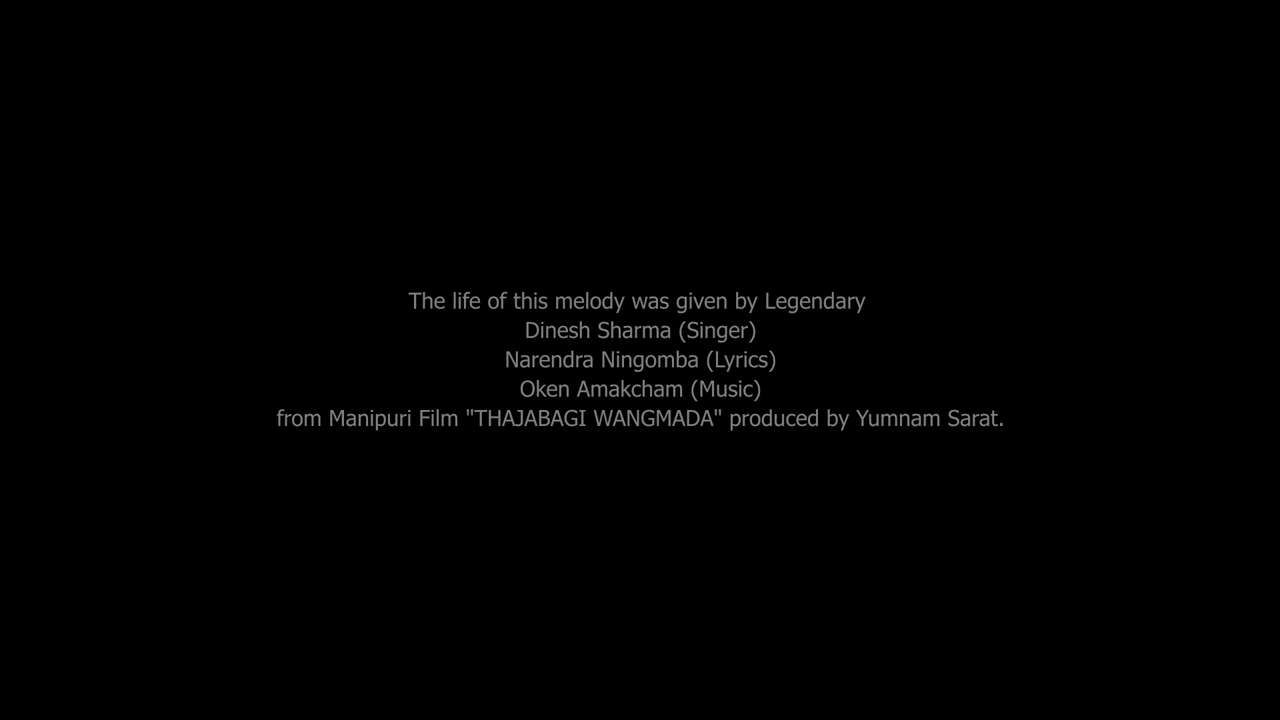 The life of this melody was given by Legendary
Dinesh Sharma (Singer)
Narendra Ningomba (Lyrics)
Oken Amakcham (Music)
from Manipuri Film "THAJABAGI WANGMADA" produced by Yumnam Sarat.